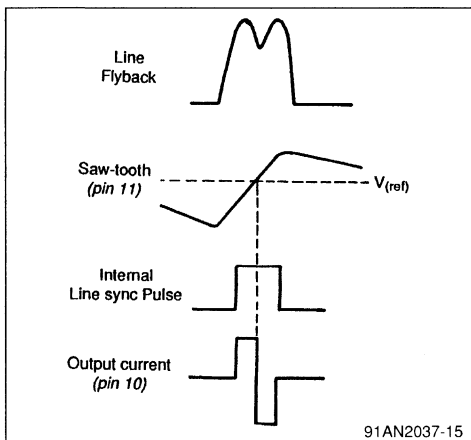 Line
Flyback
Saw-tooth
(pin 11)
V(ref)
Internal
Line sync Pulse
Output current
(pin 10)
91AN2037-15